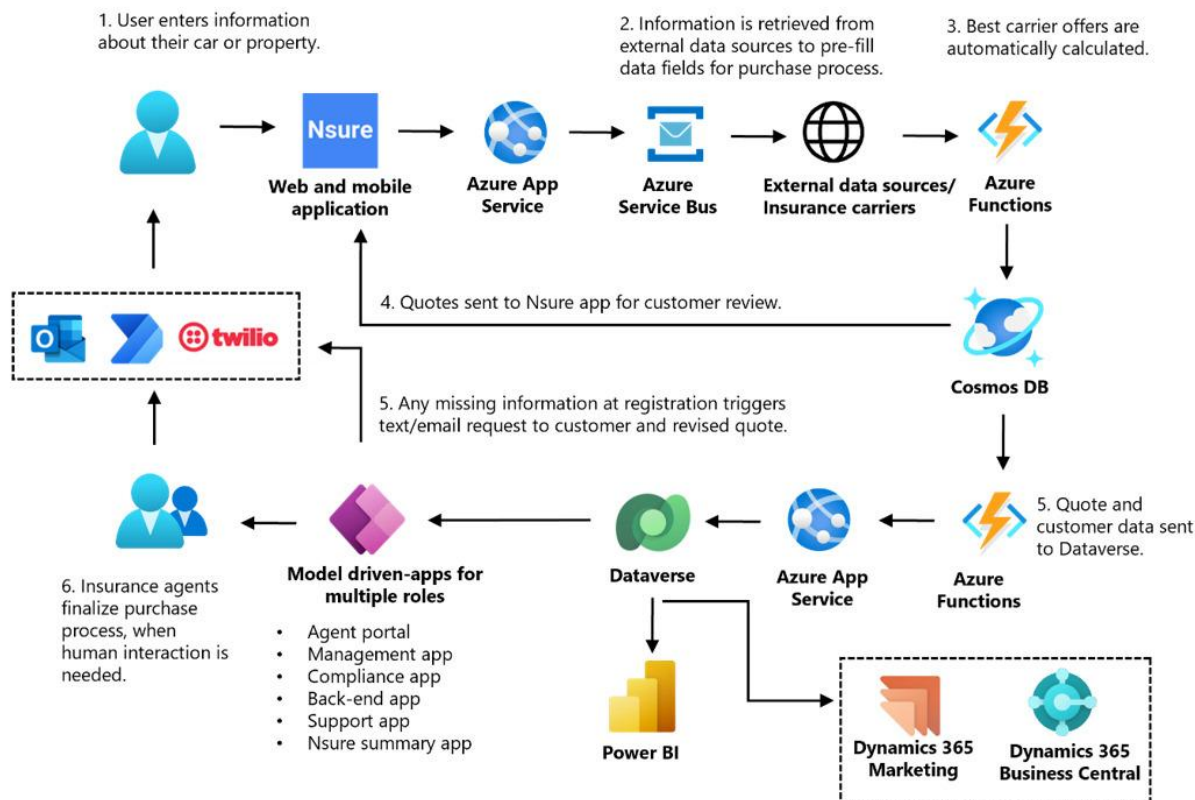 1. User enters information
about their car or property.
2. Information is retrieved from
external data sources to pre-fill
data fields for purchase process.
3. Best carrier offers are
automatically calculated.
Nsure
Web and mobile
application
Azure App
Service
Azure
Service Bus
External data sources/
Insurance carriers
Azure
Functions
4. Quotes sent to Nsure app for customer review.
twilio
Cosmos DB
5. Any missing information at registration triggers
text/email request to customer and revised quote.
5. Quote and
customer data sent
to Dataverse.
6. Insurance agents
finalize purchase
process, when
human interaction is
needed.
Model driven-apps for
multiple roles
• Agent portal
• Management app
• Compliance app
• Back-end app
• Support app
• Nsure summary app
Dataverse
Azure App
Service
Azure
Functions
Power BI
Dynamics 365
Marketing
Dynamics 365
Business Central